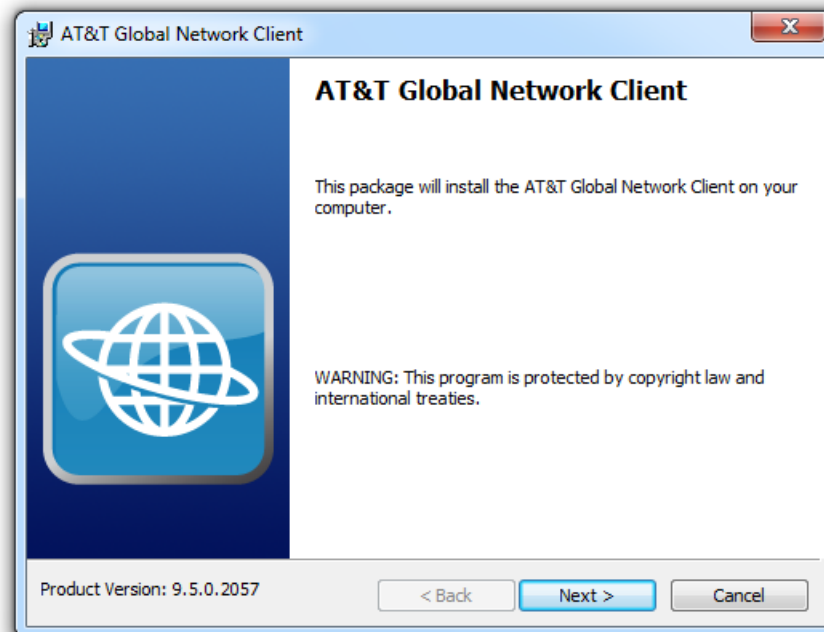 AT&T Global Network Client
AT&T Global Network Client
This package will install the AT&T Global Network Client on your
computer.
WARNING: This program is protected by copyright law and
international treaties.
Product Version: 9.5.0.2057
< Back
Next >
Cancel